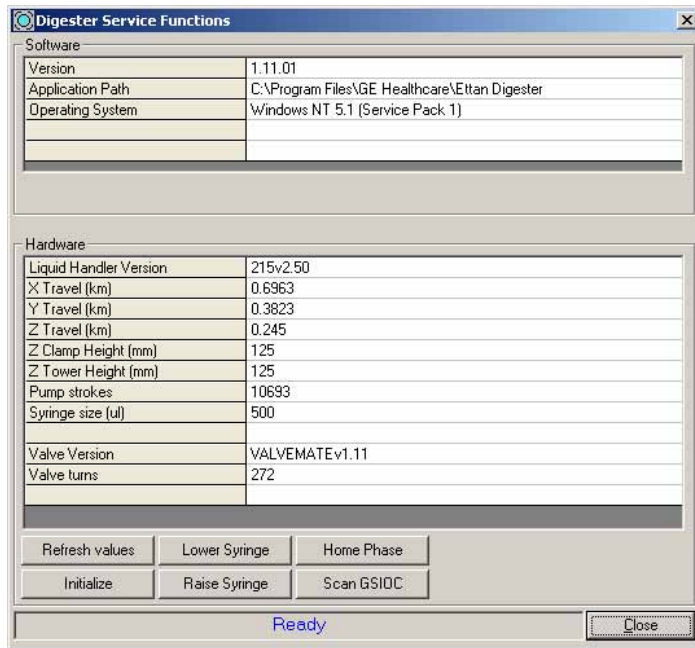 Digester Service Functions
Software
Version 1.11.01
Application Path C:\Program Files\GE Healthcare\Ettan Digester
Operating System Windows NT 5.1 (Service Pack 1)
Hardware
Liquid Handler Version 215v2.50
X Travel (km) 0.6963
Y Travel (km) 0.3823
Z Travel (km) 0.245
Z Clamp Height (mm) 125
Z Tower Height (mm) 125
Pump strokes 10693
Syringe size (ul) 500
Valve Version VALVEMATEv1.11
Valve turns 272
Refresh values Lower Syringe Home Phase
Initialize Raise Syringe Scan GSIOC
Ready Close